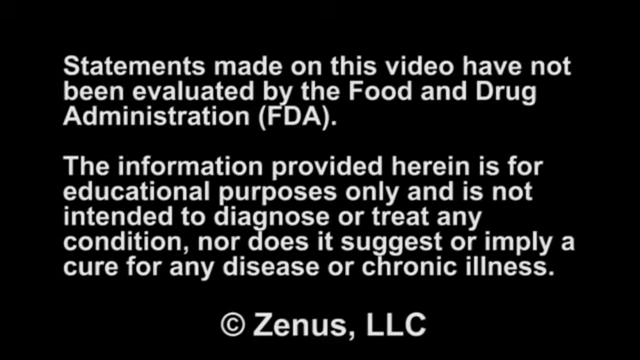 Statements made on this video have not
been evaluated by the Food and Drug
Administration (FDA).
The information provided herein is for
educational purposes only and is not
intended to diagnose or treat any
condition, nor does it suggest or imply a
cure for any disease or chronic illness.
© Zenus, LLC